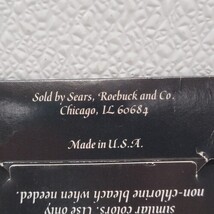 Sold by Sears, Roebuck and Co.
Chicago, IL 60684
Made in U.S.A.
non-chlorine bleach when needed.
similar colors. Use only